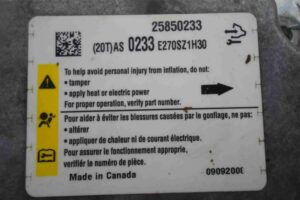 25850233
(20T)AS 0233 E270SZ1H30
To help avoid personal injury from inflation, do not:
• tamper
• apply heat or electric power
For proper operation, verify part number.
Pour aider à éviter les blessures causées par le gonflage, ne pas:
• altérer
• appliquer de chaleur ni de courant électrique.
Pour assurer le fonctionnement approprie,
vérifier le numéro de pièce.
Made in Canada
0909200E